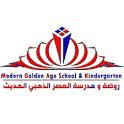 Modern Golden Age School & Kindergarten
روضة و مدرسة العصر الذهبي الحديث